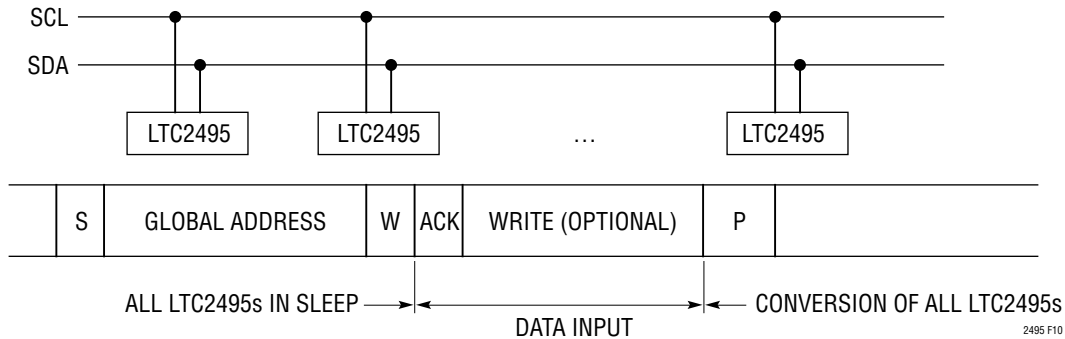 SCL
SDA
LTC2495 LTC2495 … LTC2495
S GLOBAL ADDRESS W ACK WRITE (OPTIONAL) P
ALL LTC2495s IN SLEEP CONVERSION OF ALL LTC2495s
DATA INPUT
2495 F10